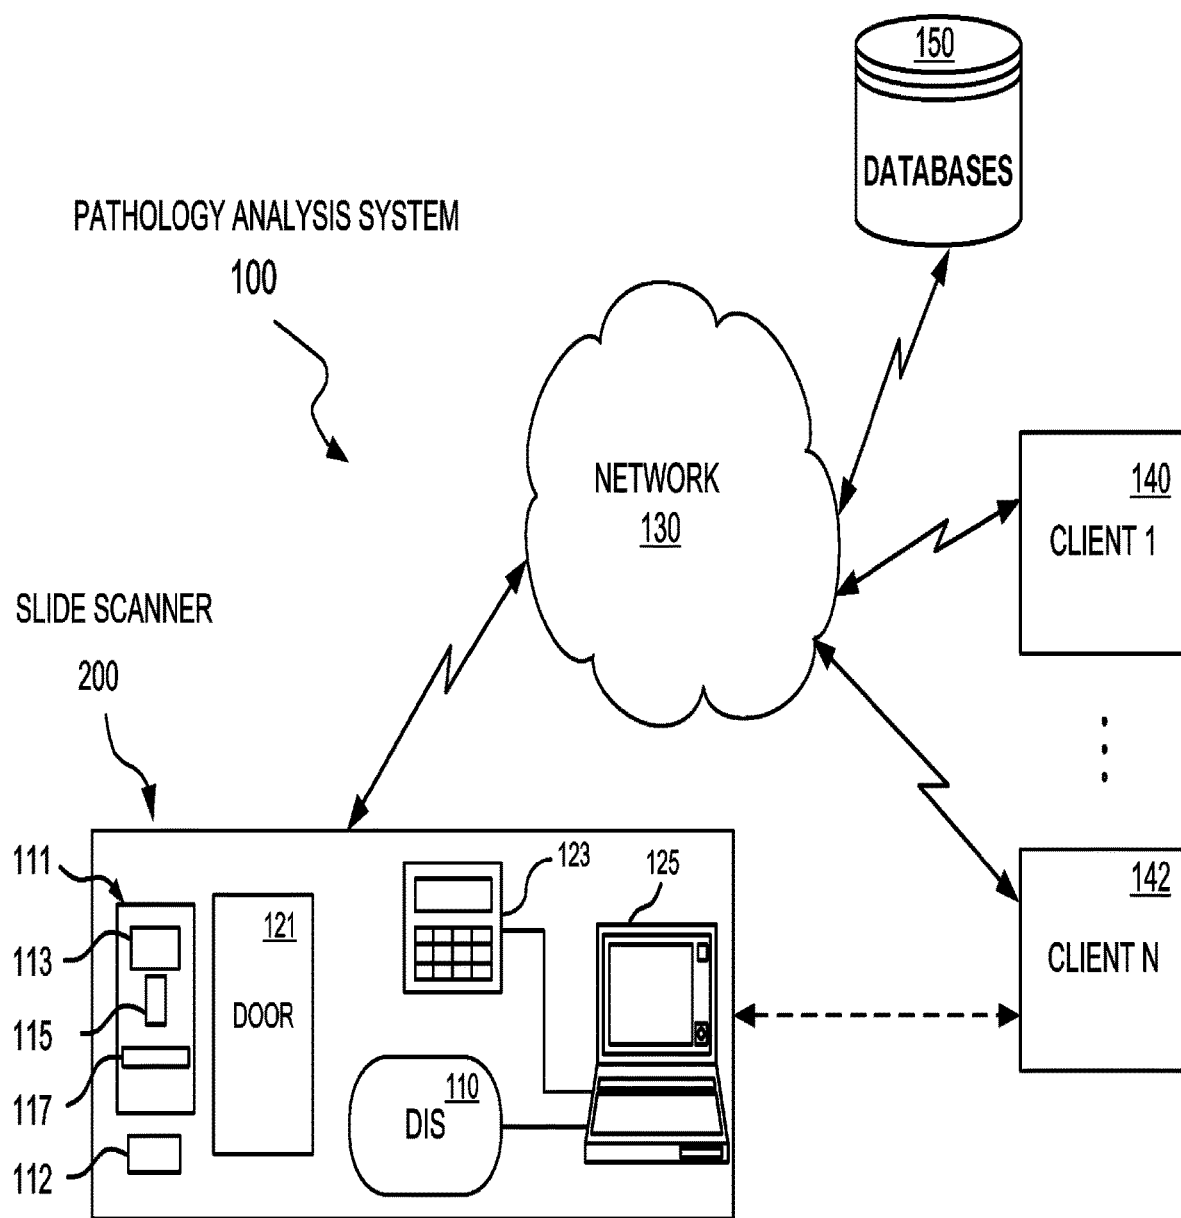 150
DATABASES
PATHOLOGY ANALYSIS SYSTEM
100
NETWORK
130
140
CLIENT 1
SLIDE SCANNER
200
111
113
115
117
112
121
DOOR
123
125
110
DIS
142
CLIENT N